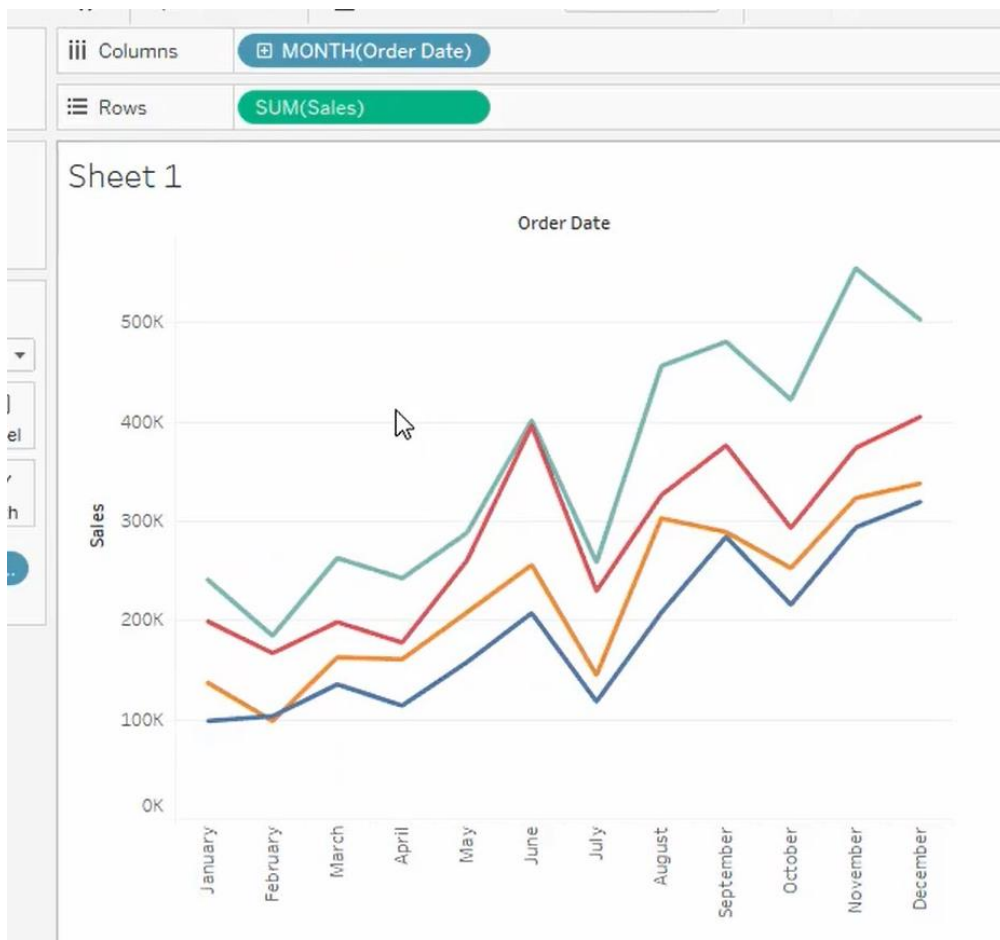 Columns
MONTH(Order Date)
Rows
SUM(Sales)
Sheet 1
Order Date
500K
400K
300K
200K
100K
0K
Sales
January
February
March
April
May
June
July
August
September
October
November
December
el
h
..